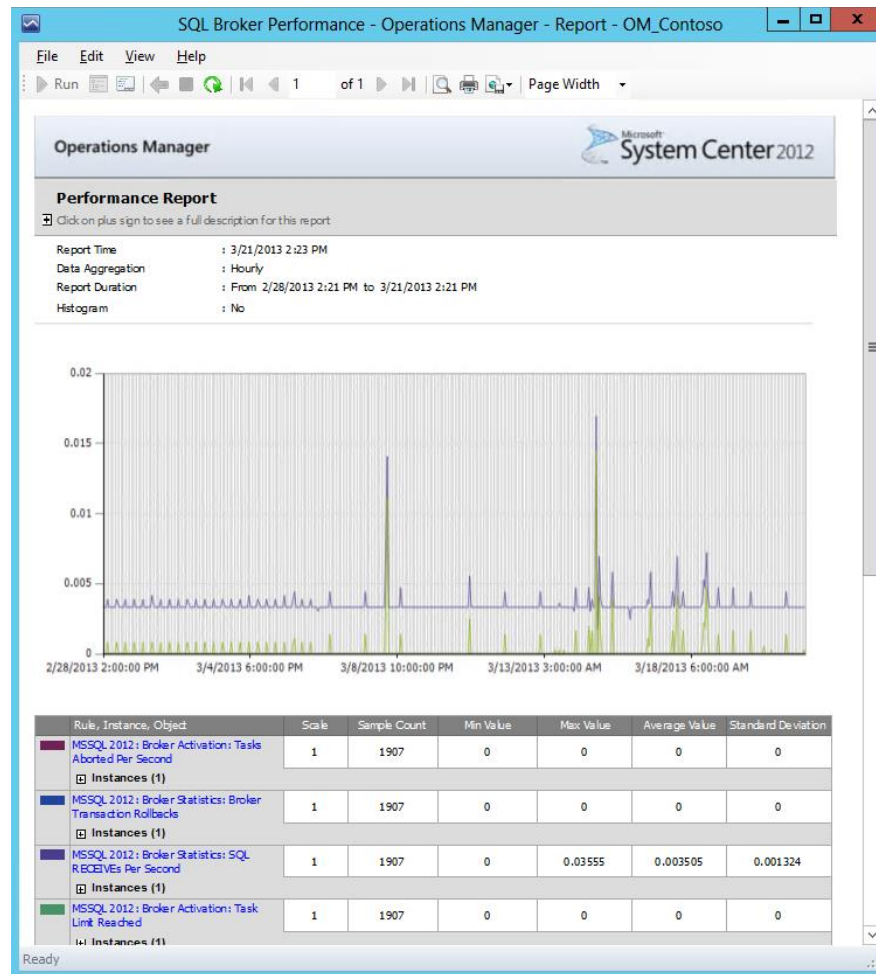 SQL Broker Performance - Operations Manager - Report - OM_Contoso
File Edit View Help
Run 1 of 1 Page Width
Operations Manager
Microsoft
System Center 2012
Performance Report
Click on plus sign to see a full description for this report
Report Time : 3/21/2013 2:23 PM
Data Aggregation : Hourly
Report Duration : From 2/28/2013 2:21 PM to 3/21/2013 2:21 PM
Histogram : No
0.02
0.015
0.01
0.005
0
2/28/2013 2:00:00 PM 3/4/2013 6:00:00 PM 3/8/2013 10:00:00 PM 3/13/2013 3:00:00 AM 3/18/2013 6:00:00 AM
Rule, Instance, Object Scale Sample Count Min Value Max Value Average Value Standard Deviation
MSSQL 2012: Broker Activation: Tasks
Aborted Per Second 1 1907 0 0 0 0
Instances (1)
MSSQL 2012: Broker Statistics: Broker
Transaction Rollbacks 1 1907 0 0 0 0
Instances (1)
MSSQL 2012: Broker Statistics: SQL
RECEIVEs Per Second 1 1907 0 0.03555 0.003505 0.001324
Instances (1)
MSSQL 2012: Broker Activation: Task
Limit Reached 1 1907 0 0 0 0
Instances (1)
Ready